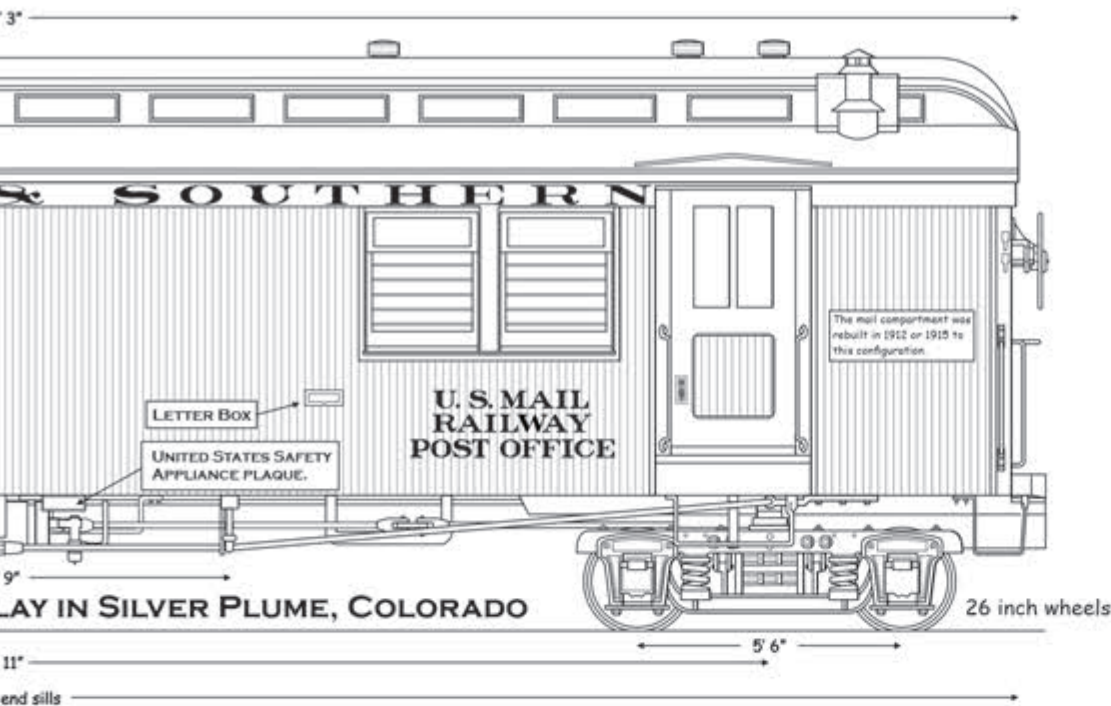 ' 3"
& SOUTHERN
The mail compartment was
rebuilt in 1912 or 1915 to
this configuration
LETTER BOX
U. S. MAIL
RAILWAY
POST OFFICE
UNITED STATES SAFETY
APPLIANCE PLAQUE.
9"
LAY IN SILVER PLUME, COLORADO
26 inch wheels
5' 6"
11"
end sills